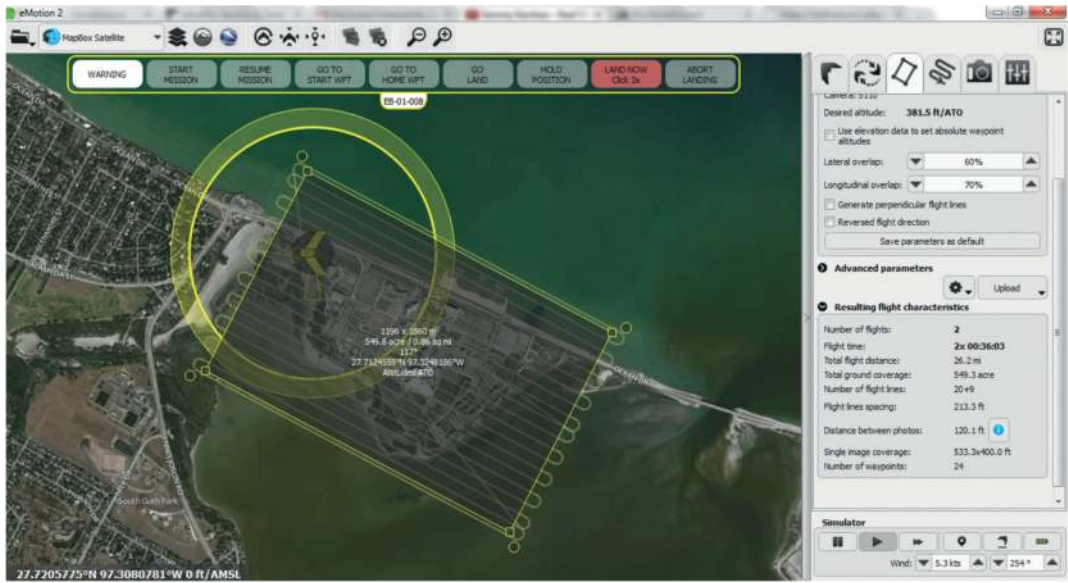 eMotion 2
MapBox Satellite
WARNING
START MISSION
RESUME MISSION
GO TO START WPT
GO TO HOME WPT
GO LAND
HOLD POSITION
LAND NOW Click 3x
ABORT LANDING
EB-01-008
1196 x 1860 m
549.8 acre / 0.86 sq mi
117°
27.7124559°N 97.3248186°W
Altitudes ATO
South Guth Park
27.7205775°N 97.3080781°W 0 ft/AMSL
Camera: S110
Desired altitude: 381.5 ft/ATO
Use elevation data to set absolute waypoint
altitudes
Lateral overlap: 60%
Longitudinal overlap: 70%
Generate perpendicular flight lines
Reversed flight direction
Save parameters as default
Advanced parameters
Upload
Resulting flight characteristics
Number of flights: 2
Flight time: 2x 00:36:03
Total flight distance: 26.2 mi
Total ground coverage: 549.3 acre
Number of flight lines: 20+9
Flight lines spacing: 213.3 ft
Distance between photos: 120.1 ft
Single image coverage: 533.3x400.0 ft
Number of waypoints: 24
Simulator
Wind: 5.3 kts 254 °